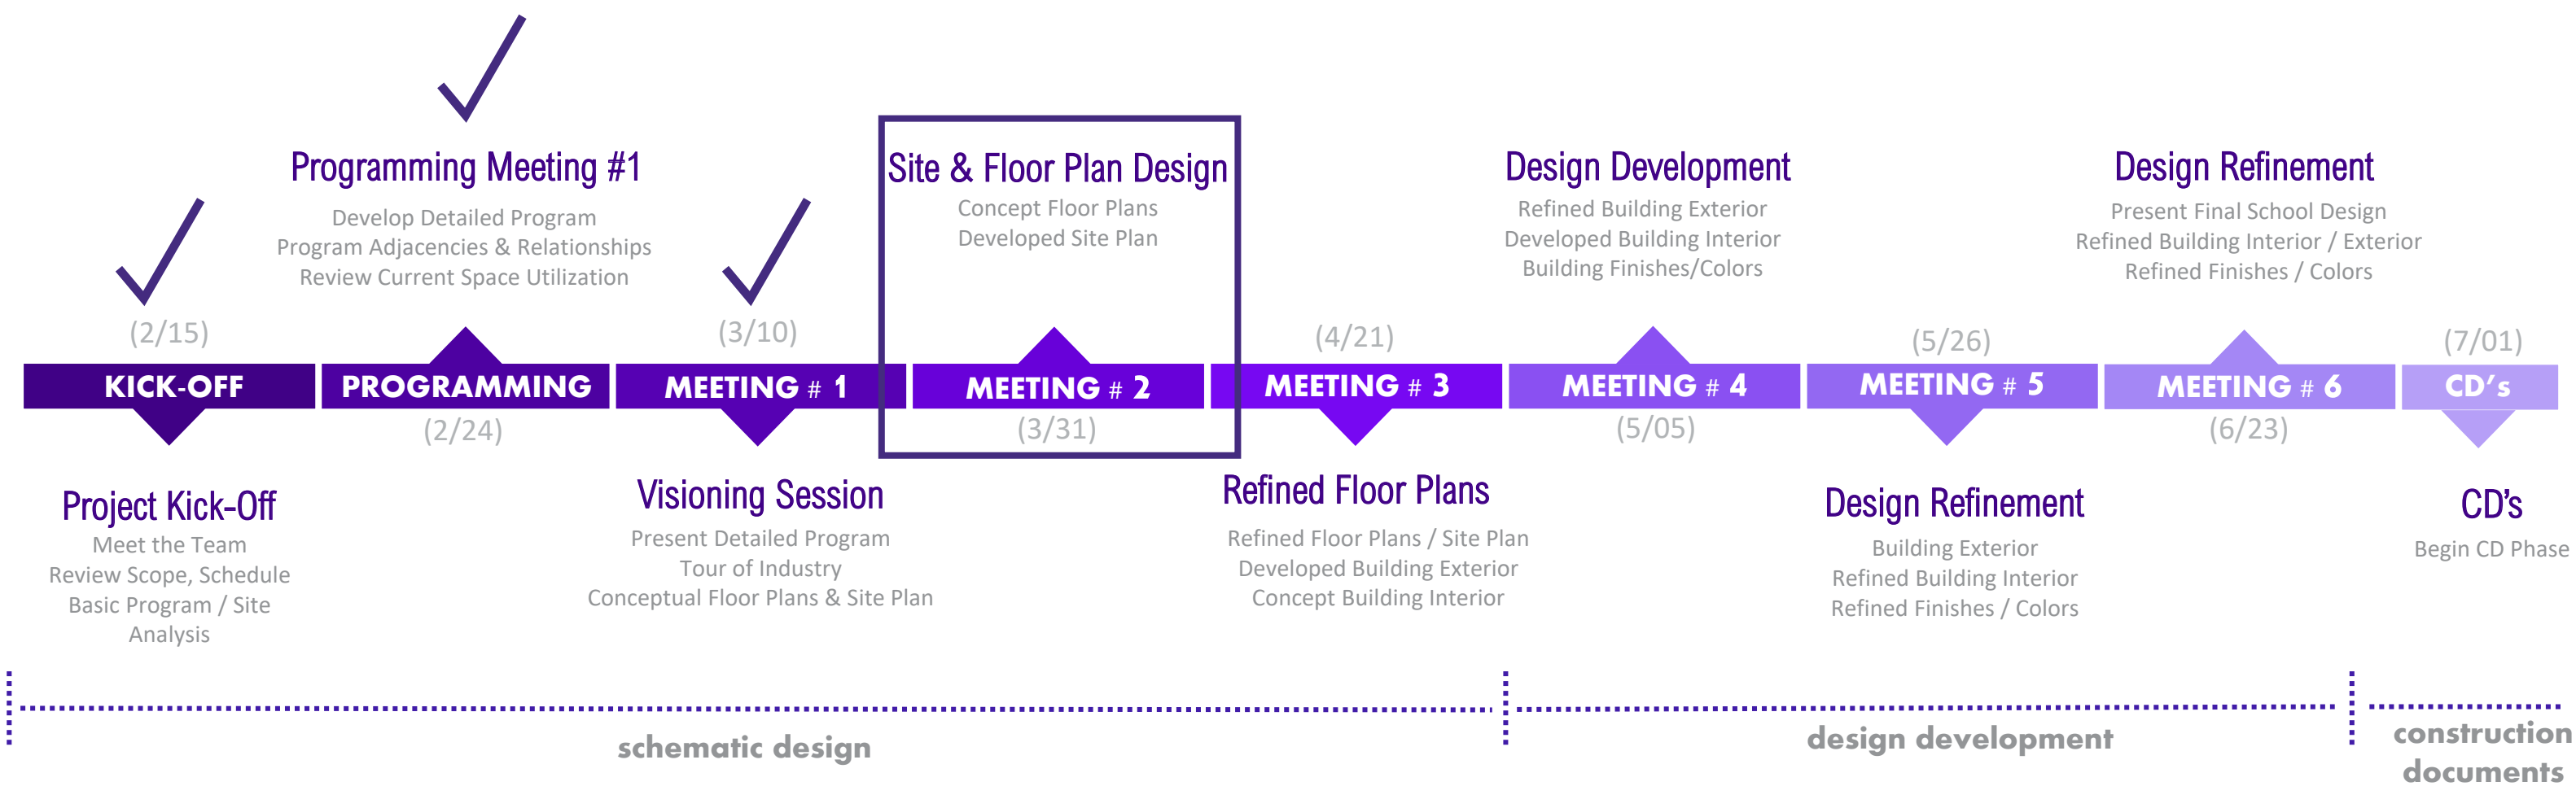 Programming Meeting #1
Develop Detailed Program
Program Adjacencies & Relationships
Review Current Space Utilization
Site & Floor Plan Design
Concept Floor Plans
Developed Site Plan
Design Development
Refined Building Exterior
Developed Building Interior
Building Finishes/Colors
Design Refinement
Present Final School Design
Refined Building Interior / Exterior
Refined Finishes / Colors
(2/15)
(3/10)
(4/21)
(5/26)
(7/01)
KICK-OFF
PROGRAMMING
MEETING # 1
MEETING # 2
MEETING # 3
MEETING # 4
MEETING # 5
MEETING # 6
CD's
(2/24)
(3/31)
(5/05)
(6/23)
Project Kick-Off
Meet the Team
Review Scope, Schedule
Basic Program / Site
Analysis
Visioning Session
Present Detailed Program
Tour of Industry
Conceptual Floor Plans & Site Plan
Refined Floor Plans
Refined Floor Plans / Site Plan
Developed Building Exterior
Concept Building Interior
Design Refinement
Building Exterior
Refined Building Interior
Refined Finishes / Colors
CD's
Begin CD Phase
schematic design
design development
construction
documents